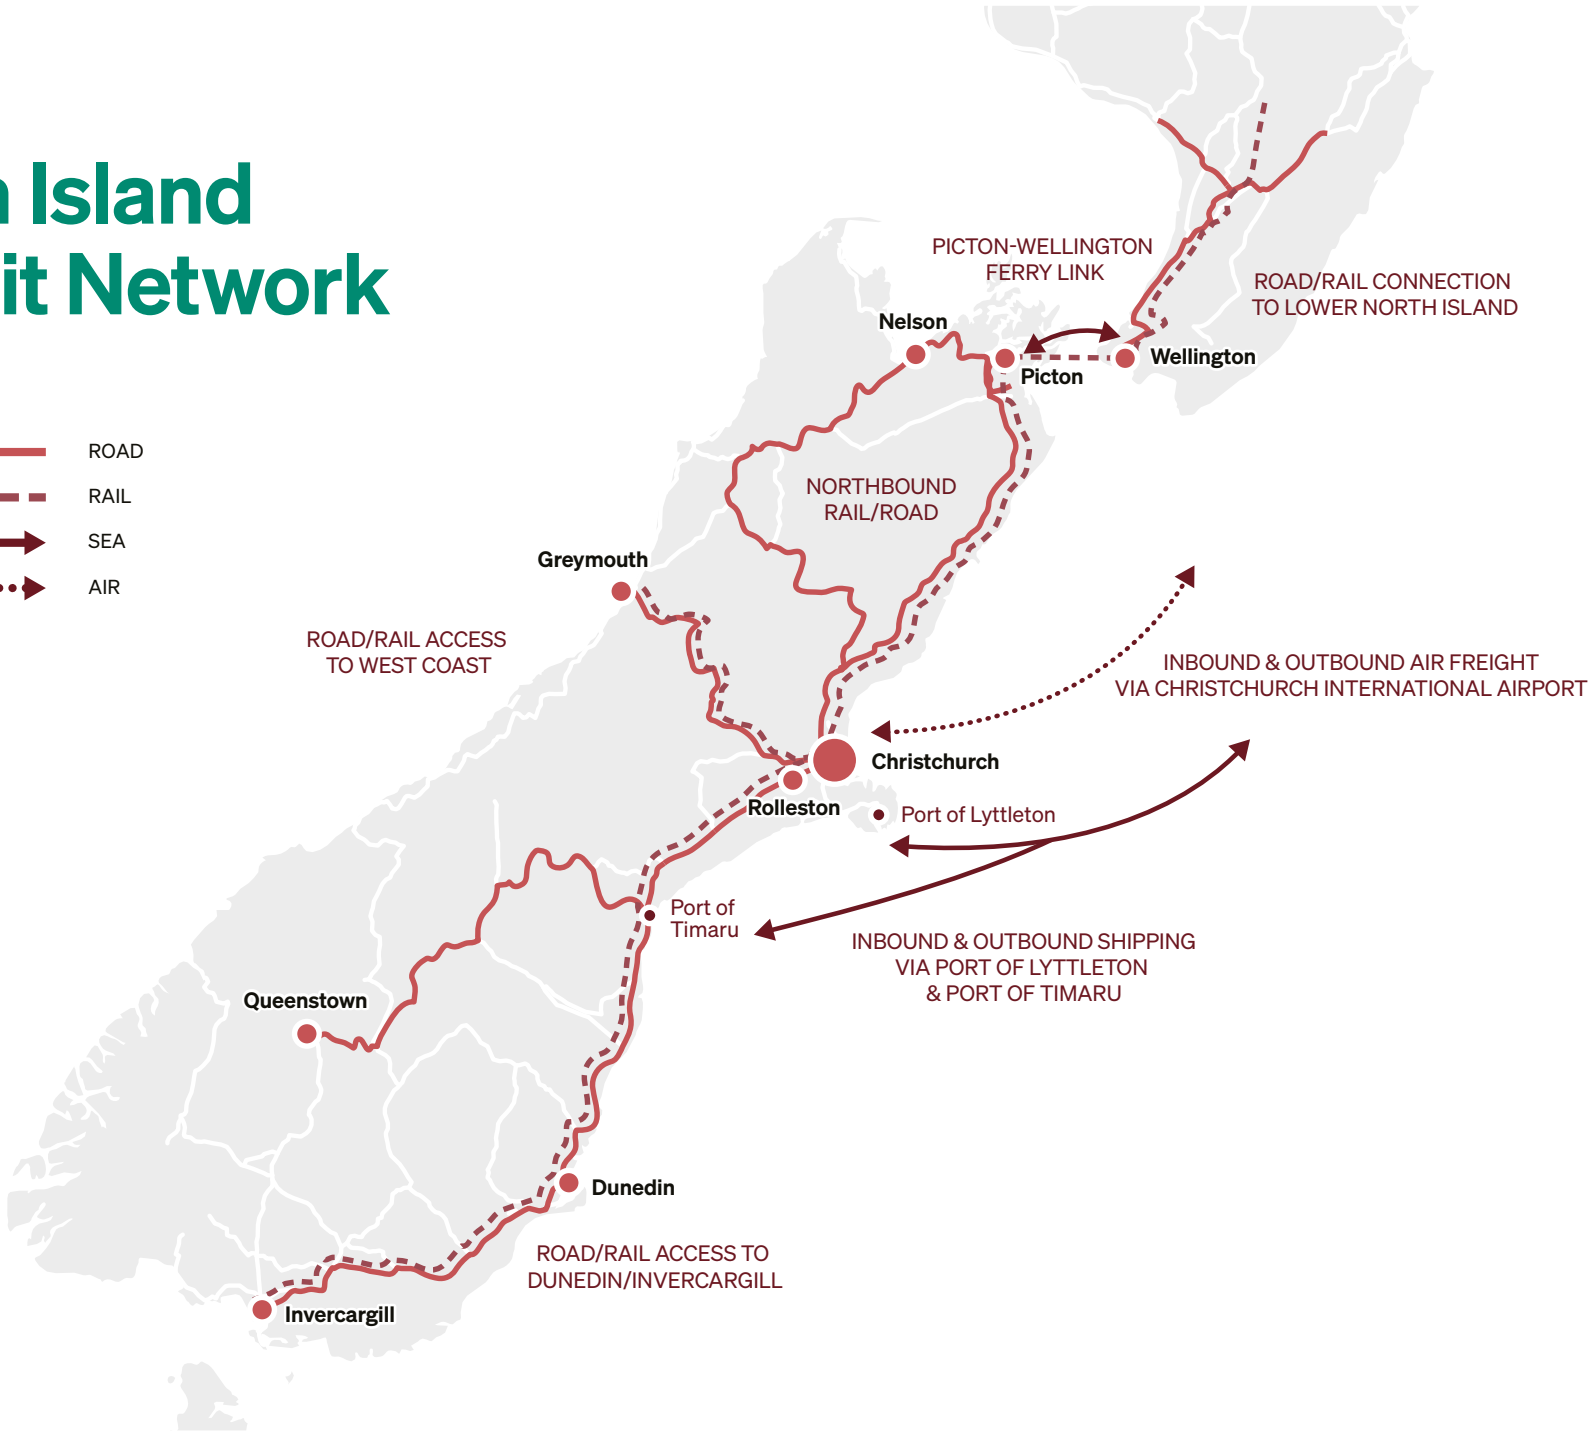 Island
Network
ROAD
RAIL
SEA
AIR
PICTON-WELLINGTON
FERRY LINK
ROAD/RAIL CONNECTION
TO LOWER NORTH ISLAND
Nelson
Wellington
Picton
NORTHBOUND
RAIL/ROAD
Greymouth
ROAD/RAIL ACCESS
TO WEST COAST
INBOUND & OUTBOUND AIR FREIGHT
VIA CHRISTCHURCH INTERNATIONAL AIRPORT
Christchurch
Rolleston
Port of Lyttleton
Port of
Timaru
INBOUND & OUTBOUND SHIPPING
VIA PORT OF LYTTLETON
& PORT OF TIMARU
Queenstown
Dunedin
ROAD/RAIL ACCESS TO
DUNEDIN/INVERCARGILL
Invercargill